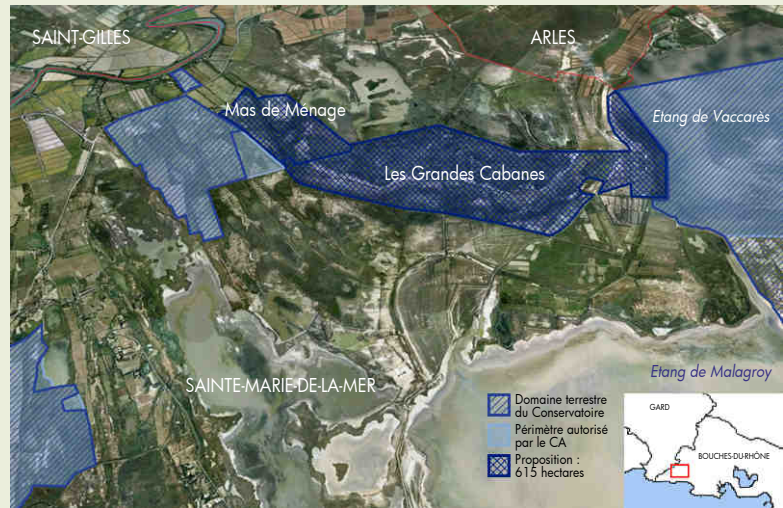 SAINT-GILLES
ARLES
Mas de Ménage
Etang de Vaccarès
Les Grandes Cabanes
SAINTE-MARIE-DE-LA-MER
Etang de Malagroy
Domaine terrestre
du Conservatoire
Périmètre autorisé
par le CA
Proposition :
615 hectares
GARD
BOUCHES-DU-RHÔNE